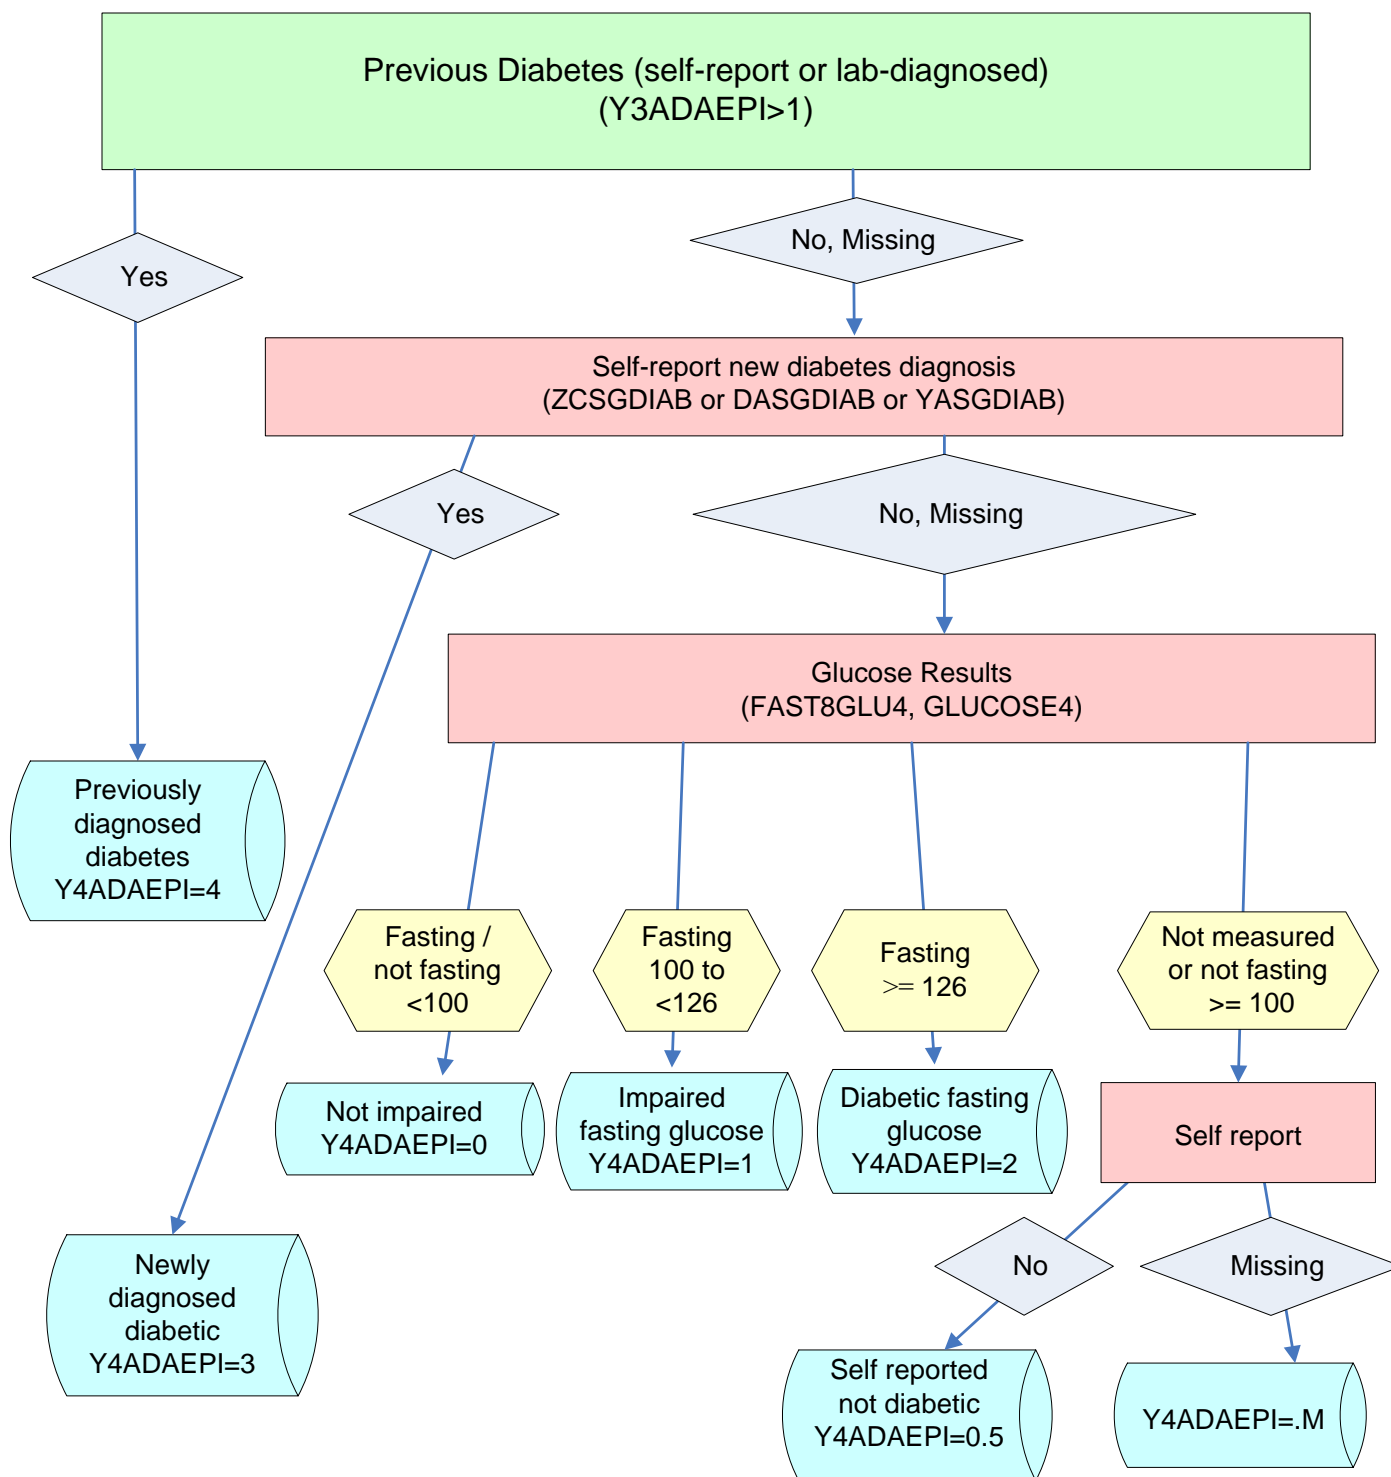 Previous Diabetes (self-report or lab-diagnosed)
(Y3ADAEPI>1)
Yes
No, Missing
Self-report new diabetes diagnosis
(ZCSGDIAB or DASGDIAB or YASGDIAB)
Yes
No, Missing
Glucose Results
(FAST8GLU4, GLUCOSE4)
Previously
diagnosed
diabetes
Y4ADAEPI=4
Fasting /
not fasting
<100
Fasting
100 to
<126
Fasting
>= 126
Not measured
or not fasting
>= 100
Not impaired
Y4ADAEPI=0
Impaired
fasting glucose
Y4ADAEPI=1
Diabetic fasting
glucose
Y4ADAEPI=2
Self report
Newly
diagnosed
diabetic
Y4ADAEPI=3
No
Missing
Self reported
not diabetic
Y4ADAEPI=0.5
Y4ADAEPI=.M